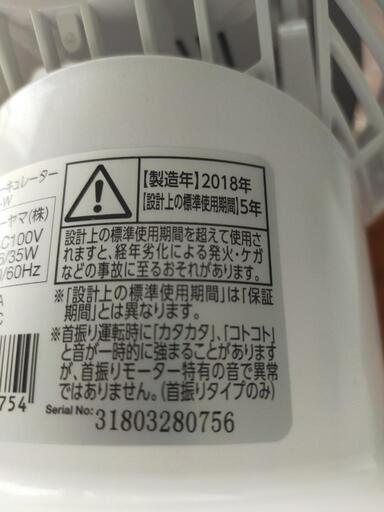 ーキュレーター
-W
ーヤマ(株)
C100V
/35W
/60Hz
【製造年】2018年
【設計上の標準使用期間】5年
設計上の標準使用期間を超えて使用されますと、経年劣化による発火・ケガなどの事故に至るおそれがあります。
※「設計上の標準使用期間」は「保証期間」とは異なります。
※首振り運転時に「カタカタ」、「コトコト」と音が一時的に強まることがありますが、首振りモーター特有の音で異常ではありません。(首振りタイプのみ)
A
C
754
Serial No: 31803280756